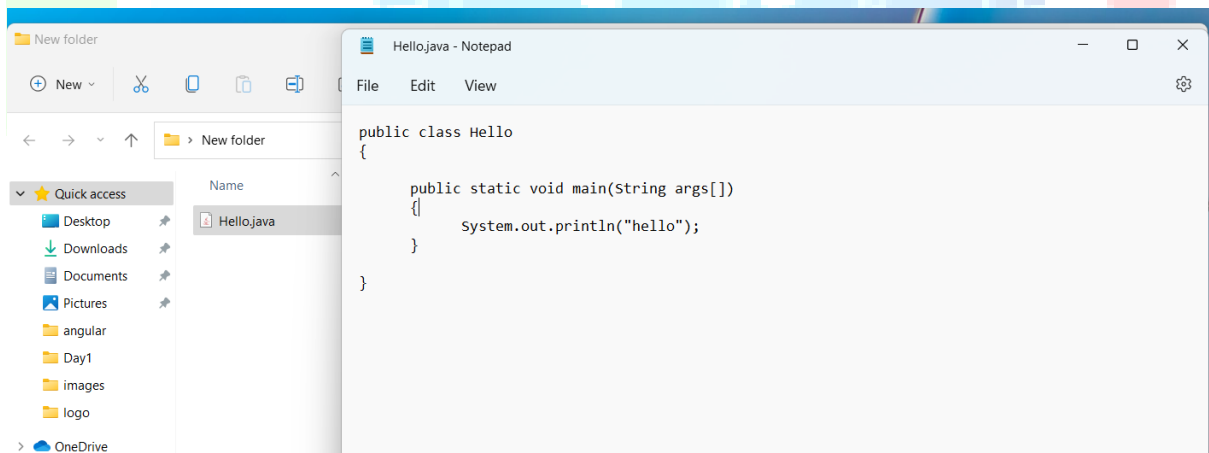 New folder
New
New folder
Name
Quick access
Desktop
Downloads
Documents
Pictures
angular
Day1
images
logo
OneDrive
Hello.java
Hello.java - Notepad
File Edit View
public class Hello
{
public static void main(String args[])
{
System.out.println("hello");
}
}